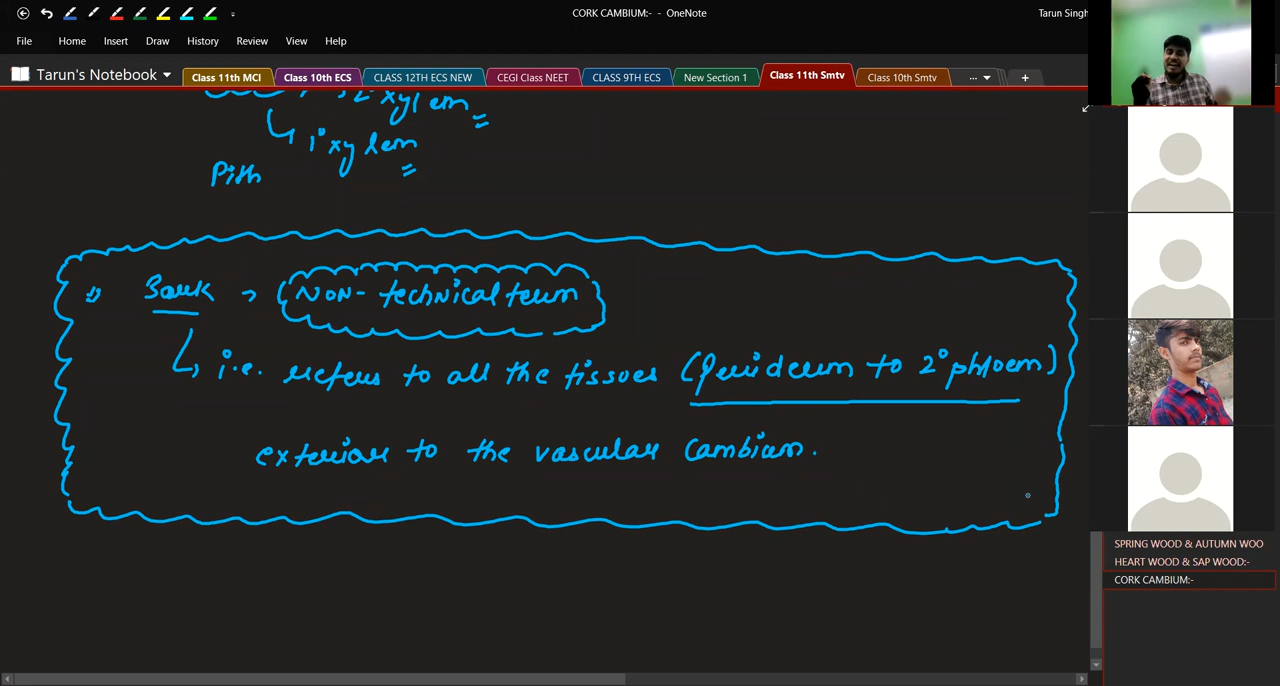 CORK CAMBIUM:- - OneNote
Tarun Singh
File Home Insert Draw History Review View Help
Tarun's Notebook
Class 11th MCI Class 10th ECS CLASS 12TH ECS NEW CEGI Class NEET CLASS 9TH ECS New Section 1 Class 11th Smtv Class 10th Smtv ... +
2° xylem
1° xylem
Pith
Bark → Non-technical term
i.e. refers to all the tissues (periderm to 2° phloem)
exterior to the vascular cambium.
SPRING WOOD & AUTUMN WOO
HEART WOOD & SAP WOOD:-
CORK CAMBIUM:-